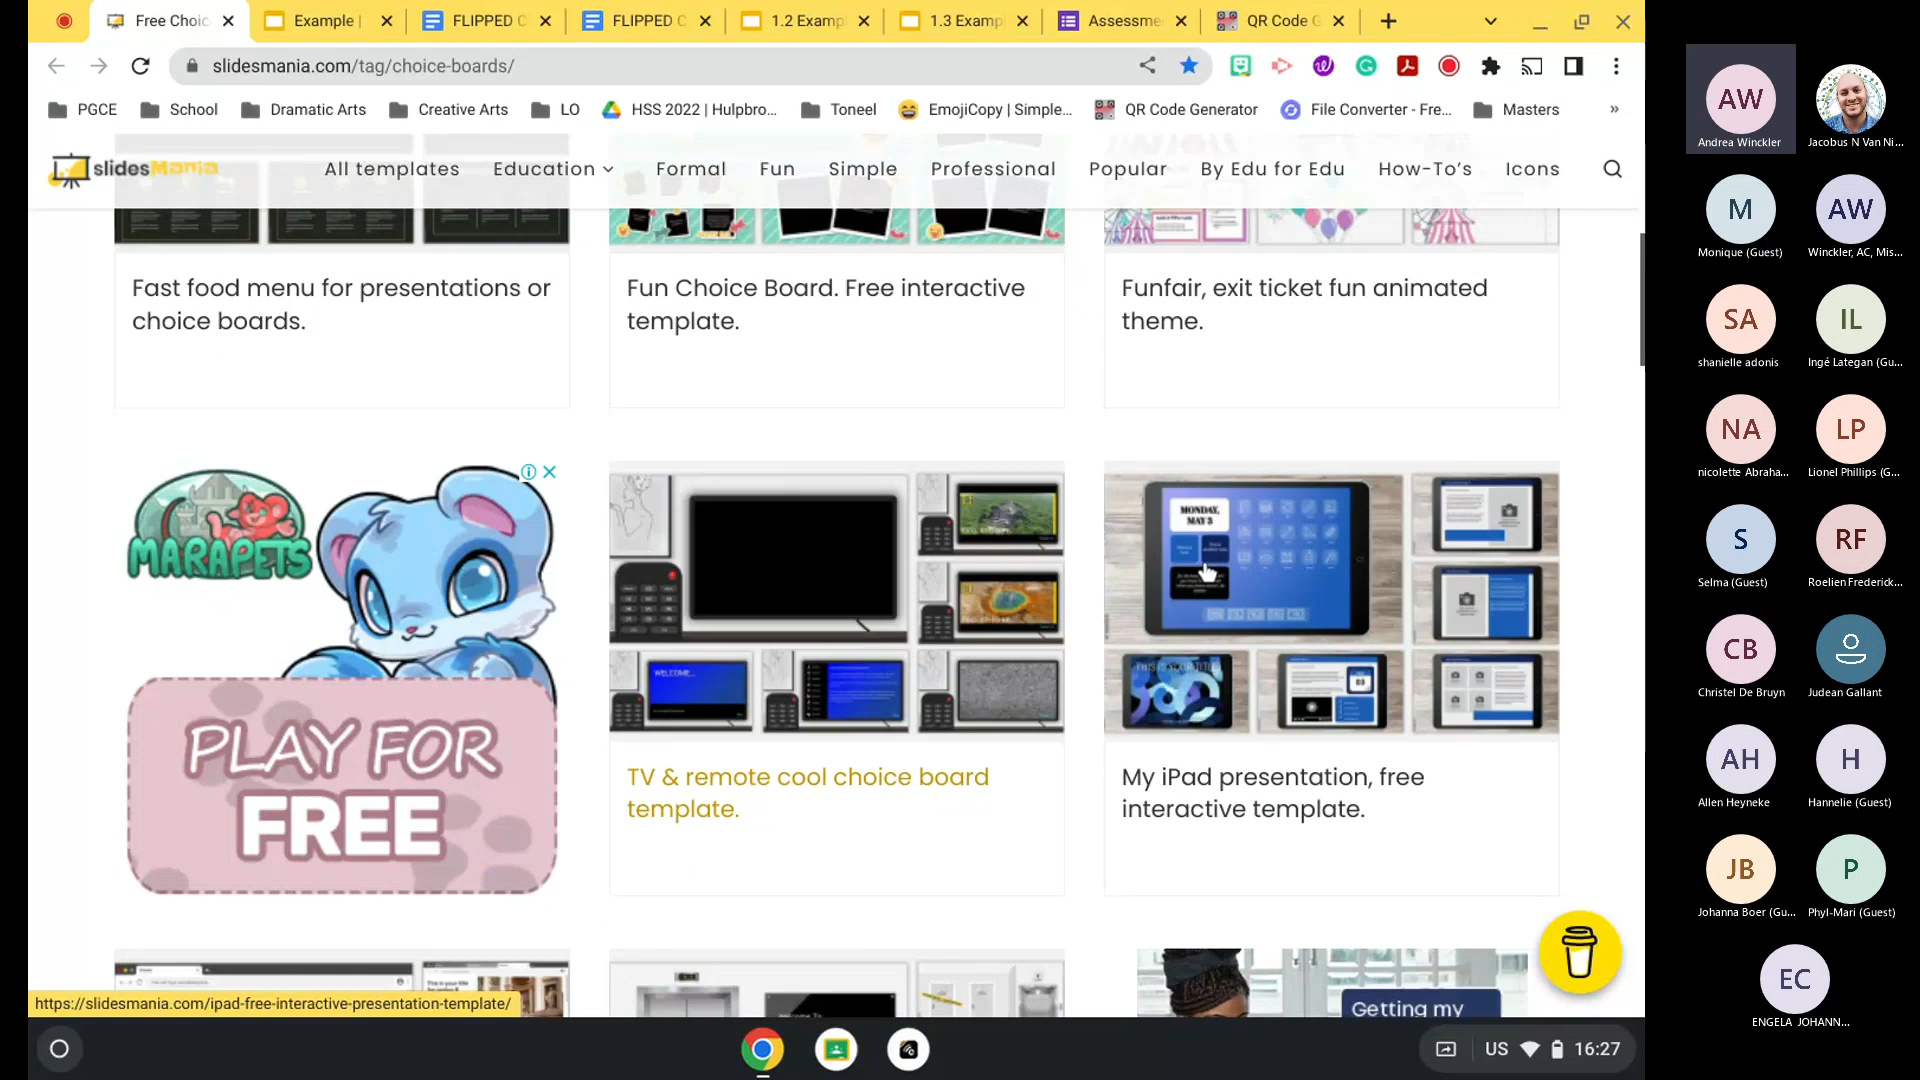 Free Choic
Example |
FLIPPED C
FLIPPED C
1.2 Examp
1.3 Examp
Assessme
QR Code G
slidesmania.com/tag/choice-boards/
PGCE
School
Dramatic Arts
Creative Arts
LO
HSS 2022 | Hulpbro...
Toneel
EmojiCopy | Simple...
QR Code Generator
File Converter - Fre...
Masters
»
slidesMania
All templates
Education
Formal
Fun
Simple
Professional
Popular
By Edu for Edu
How-To's
Icons
Fast food menu for presentations or
choice boards.
Fun Choice Board. Free interactive
template.
Funfair, exit ticket fun animated
theme.
MARAPETS
PLAY FOR
FREE
WELCOME...
TV & remote cool choice board
template.
MONDAY,
MAY 3
My iPad presentation, free
interactive template.
Getting my
https://slidesmania.com/ipad-free-interactive-presentation-template/
US
16:27
AW
Andrea Winckler
Jacobus N Van Ni...
M
Monique (Guest)
AW
Winckler, AC, Mis...
SA
shanielle adonis
IL
Ingé Lategan (Gu...
NA
nicolette Abraha...
LP
Lionel Phillips (G...
S
Selma (Guest)
RF
Roelien Frederick...
CB
Christel De Bruyn
Judean Gallant
AH
Allen Heyneke
H
Hannelie (Guest)
JB
Johanna Boer (Gu...
P
Phyl-Mari (Guest)
EC
ENGELA JOHANN...